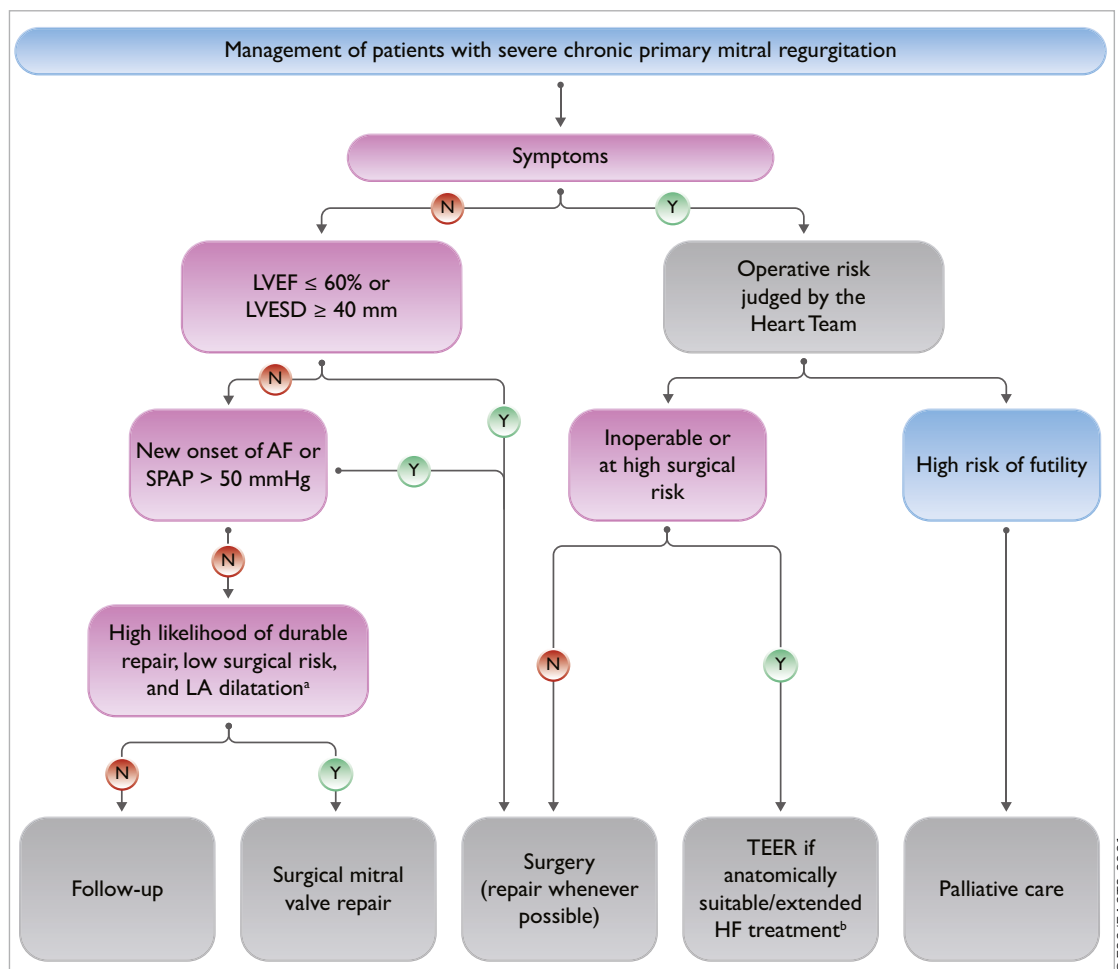 Management of patients with severe chronic primary mitral regurgitation
Symptoms
N
Y
LVEF ≤ 60% or
LVESD ≥ 40 mm
Operative risk
judged by the
Heart Team
N
Y
New onset of AF or
SPAP > 50 mmHg
Y
Inoperable or
at high surgical
risk
High risk of futility
N
High likelihood of durable
repair, low surgical risk,
and LA dilatationᵃ
N
Y
N
Y
Follow-up
Surgical mitral
valve repair
Surgery
(repair whenever
possible)
TEER if
anatomically
suitable/extended
HF treatmentᵇ
Palliative care